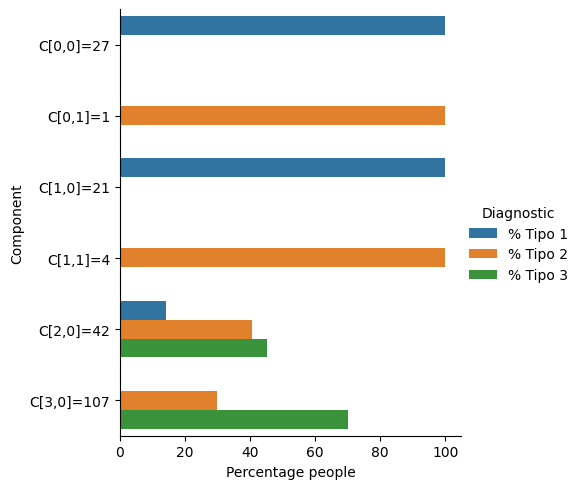 C[0,0]=27
C[0,1]=1
C[1,0]=21
C[1,1]=4
C[2,0]=42
C[3,0]=107
Component
0 20 40 60 80 100
Percentage people
Diagnostic
% Tipo 1
% Tipo 2
% Tipo 3